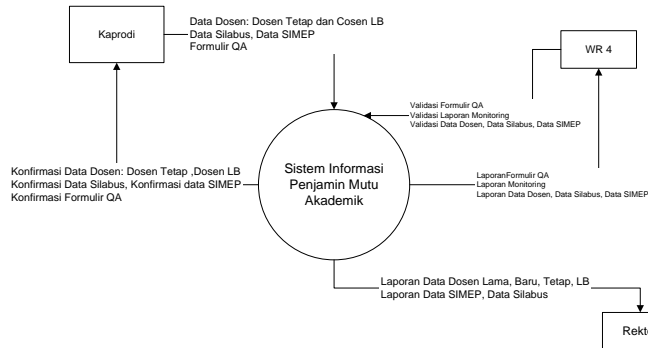 Kaprodi
Data Dosen: Dosen Tetap dan Cosen LB
Data Silabus, Data SIMEP
Formulir QA
WR 4
Validasi Formulir QA
Validasi Laporan Monitoring
Validasi Data Dosen, Data Silabus, Data SIMEP
Konfirmasi Data Dosen: Dosen Tetap ,Dosen LB
Konfirmasi Data Silabus, Konfirmasi data SIMEP
Konfirmasi Formulir QA
Sistem Informasi
Penjamin Mutu
Akademik
LaporanFormulir QA
Laporan Monitoring
Laporan Data Dosen, Data Silabus, Data SIMEP
Laporan Data Dosen Lama, Baru, Tetap, LB
Laporan Data SIMEP, Data Silabus